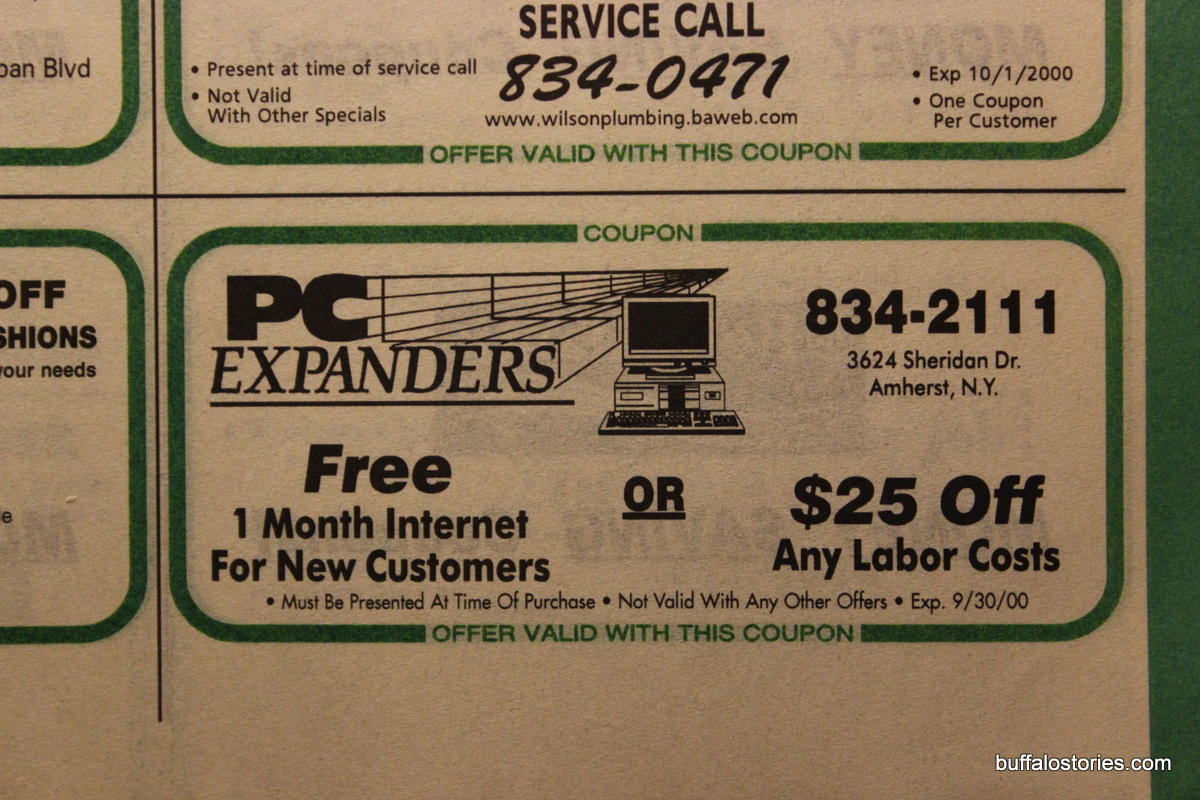 SERVICE CALL
• Present at time of service call
834-0471
• Exp 10/1/2000
• Not Valid
With Other Specials
www.wilsonplumbing.baweb.com
• One Coupon
Per Customer
OFFER VALID WITH THIS COUPON
Blvd
OFF
your needs
COUPON
PC
EXPANDERS
834-2111
3624 Sheridan Dr.
Amherst, N.Y.
Free
1 Month Internet
For New Customers
OR
$25 Off
Any Labor Costs
• Must Be Presented At Time Of Purchase • Not Valid With Any Other Offers • Exp. 9/30/00
OFFER VALID WITH THIS COUPON
buffalostories.com